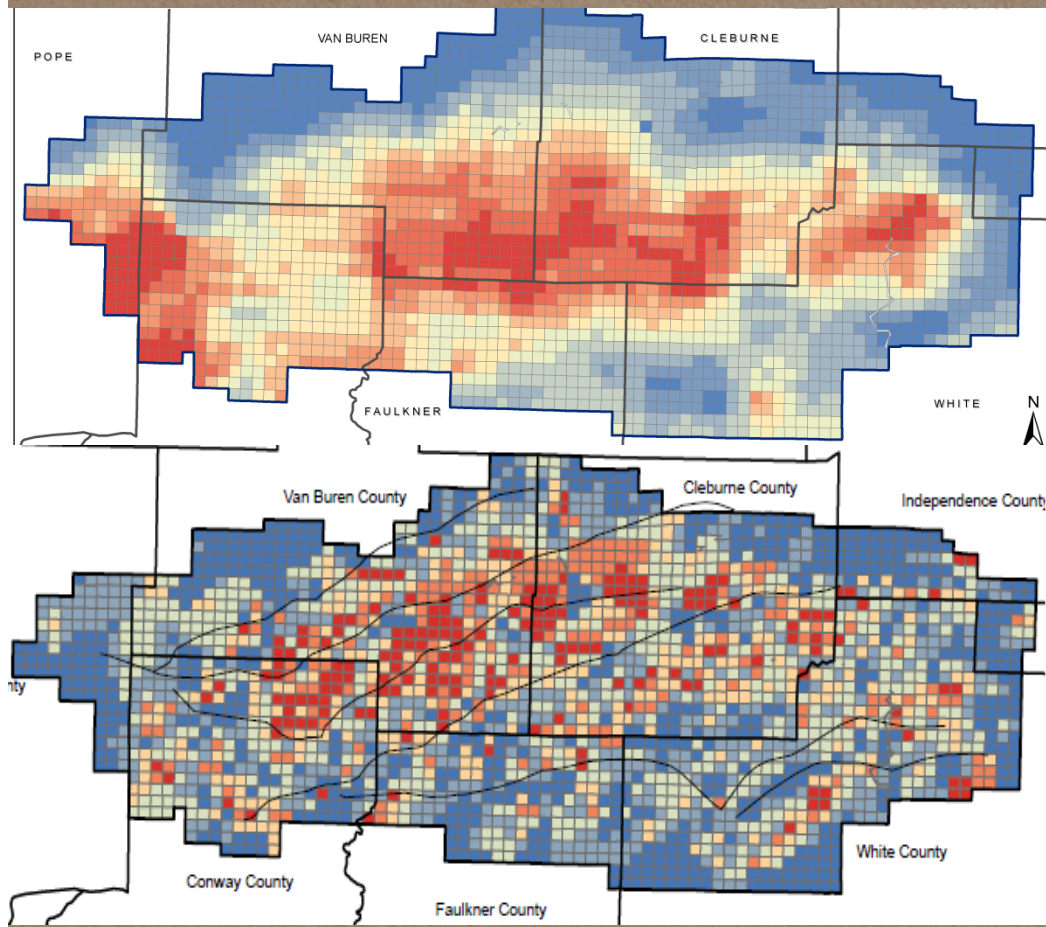 VAN BUREN
CLEBURNE
POPE
WHITE
N
FAULKNER
Van Buren County
Cleburne County
Independence County
nty
White County
Conway County
Faulkner County